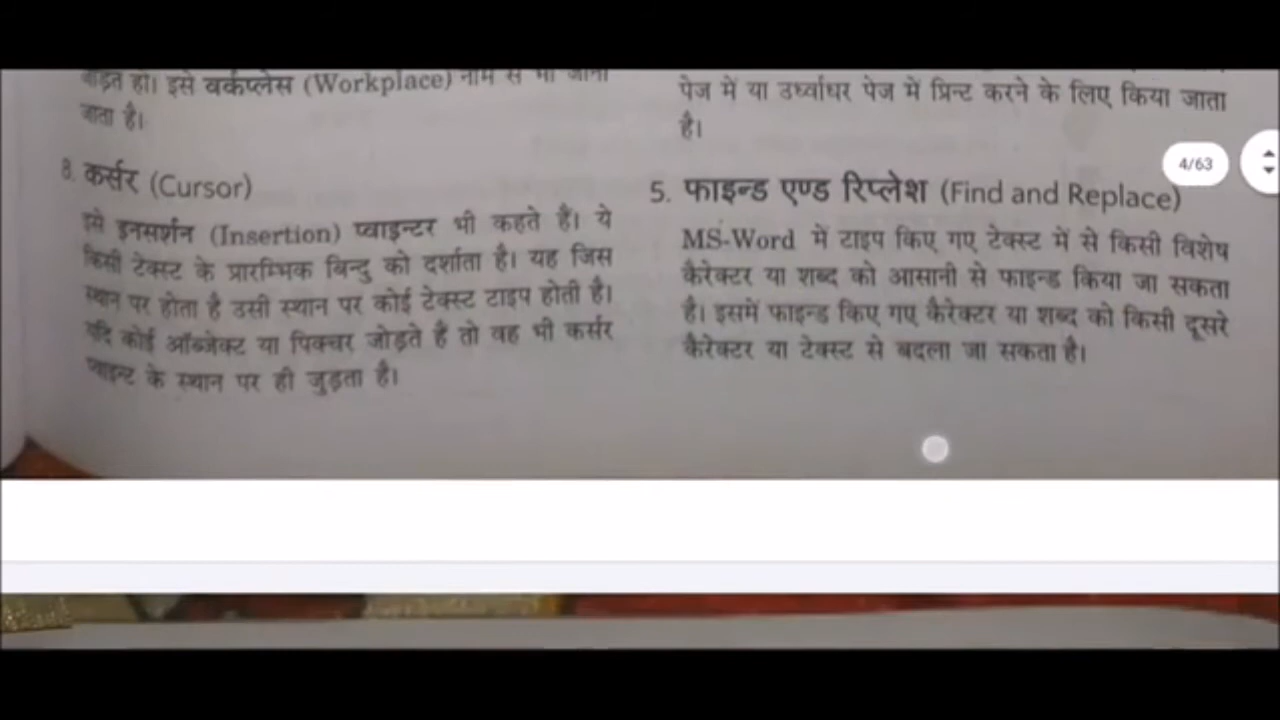 इसे वर्कप्लेस (Workplace) नाम से भी जाना
जाता है।
8. कर्सर (Cursor)
इसे इनसर्शन (Insertion) प्वाइन्टर भी कहते हैं। ये
किसी टेक्स्ट के प्रारम्भिक बिन्दु को दर्शाता है। यह जिस
स्थान पर होता है उसी स्थान पर कोई टेक्स्ट टाइप होती है।
यदि कोई ऑब्जेक्ट या पिक्चर जोड़ते हैं तो वह भी कर्सर
प्वाइन्ट के स्थान पर ही जुड़ता है।
पेज में या उर्ध्वाधर पेज में प्रिन्ट करने के लिए किया जाता
है।
5. फाइन्ड एण्ड रिप्लेश (Find and Replace)
MS-Word में टाइप किए गए टेक्स्ट में से किसी विशेष
कैरेक्टर या शब्द को आसानी से फाइन्ड किया जा सकता
है। इसमें फाइन्ड किए गए कैरेक्टर या शब्द को किसी दूसरे
कैरेक्टर या टेक्स्ट से बदला जा सकता है।
4/63